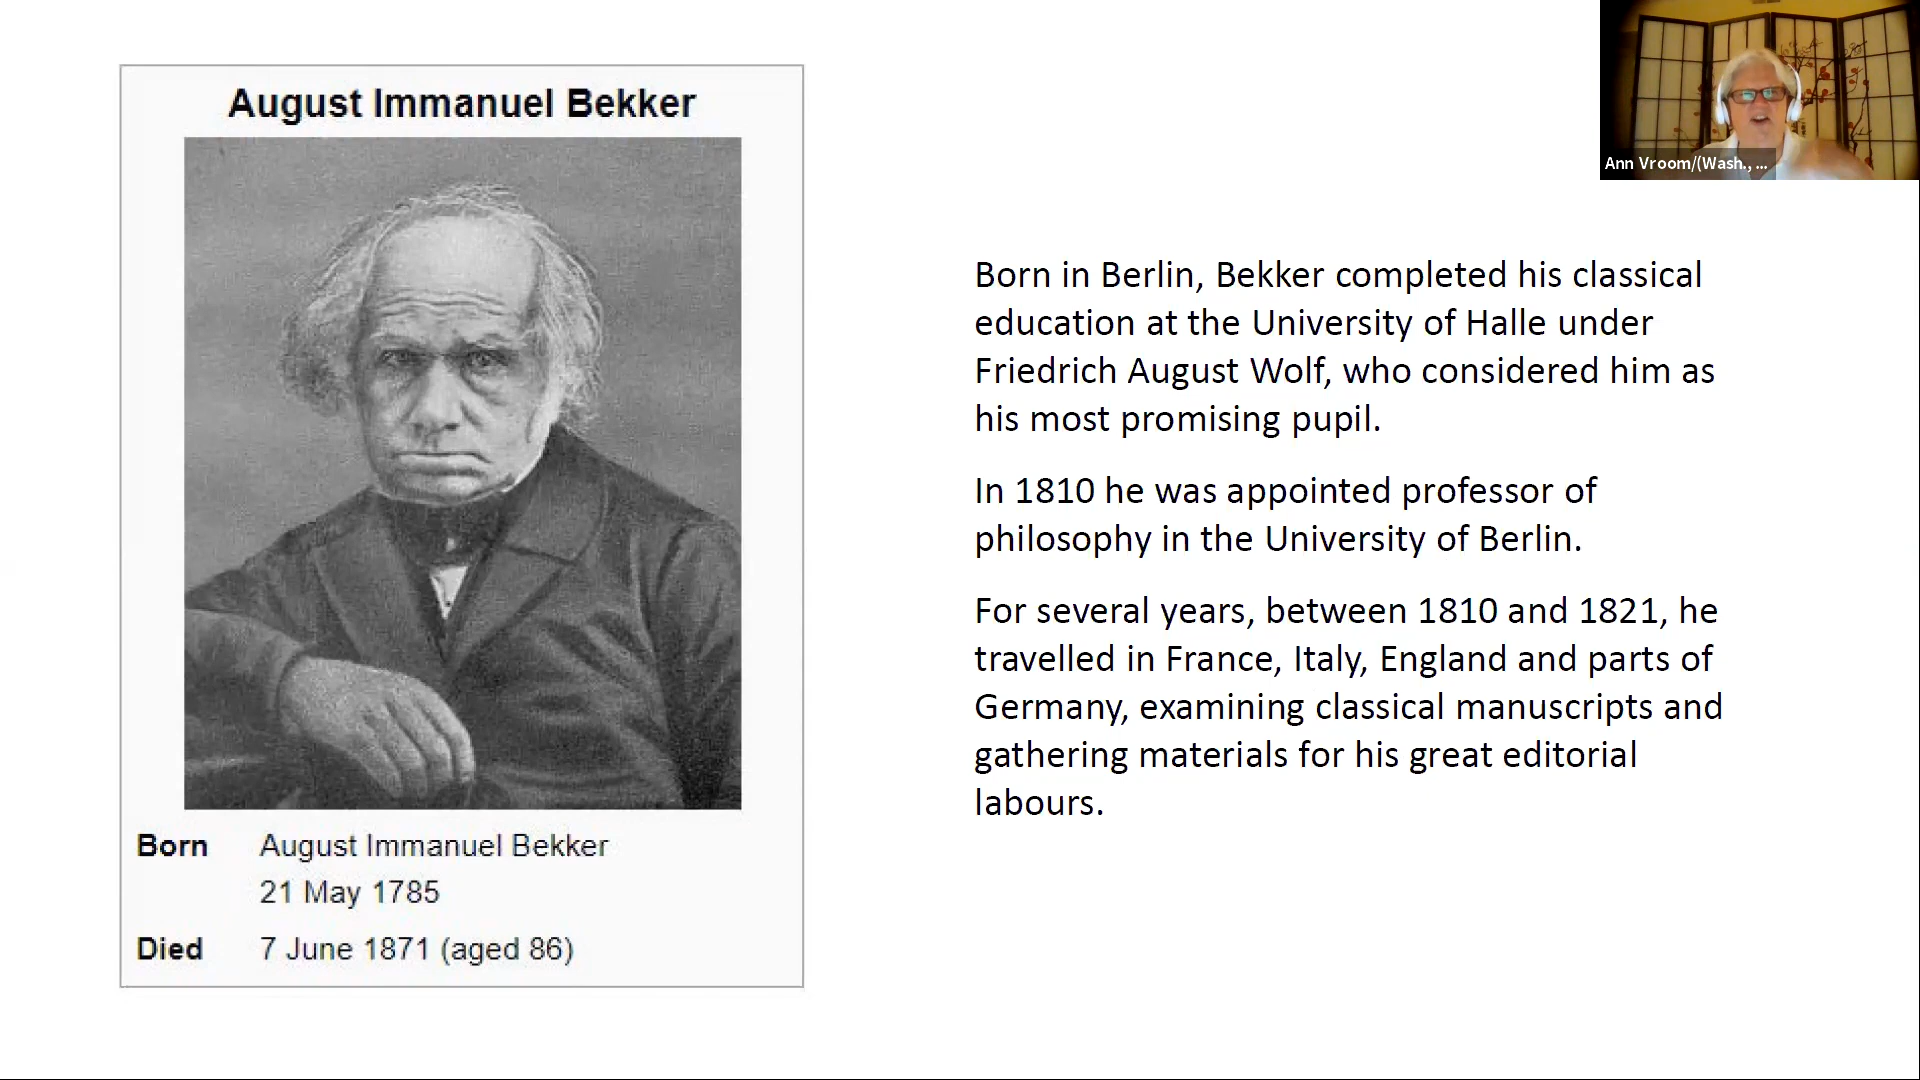 August Immanuel Bekker
Born August Immanuel Bekker
21 May 1785
Died 7 June 1871 (aged 86)
Ann Vroom/(Wash., ...
Born in Berlin, Bekker completed his classical
education at the University of Halle under
Friedrich August Wolf, who considered him as
his most promising pupil.
In 1810 he was appointed professor of
philosophy in the University of Berlin.
For several years, between 1810 and 1821, he
travelled in France, Italy, England and parts of
Germany, examining classical manuscripts and
gathering materials for his great editorial
labours.